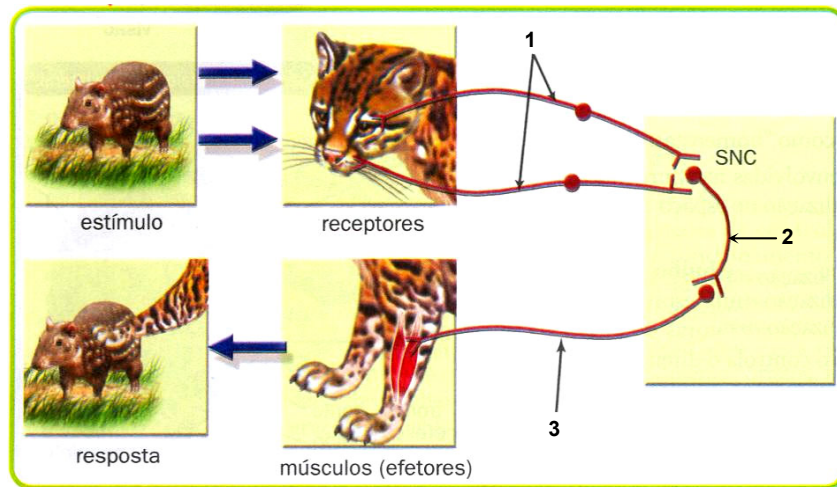 1
SNC
2
estímulo
receptores
3
resposta
músculos (efetores)